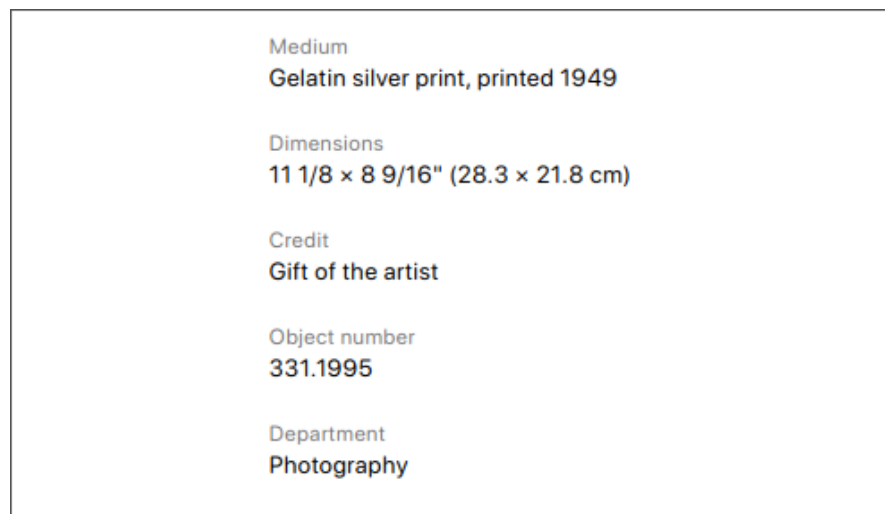 Medium
Gelatin silver print, printed 1949
Dimensions
11 1/8 × 8 9/16" (28.3 × 21.8 cm)
Credit
Gift of the artist
Object number
331.1995
Department
Photography